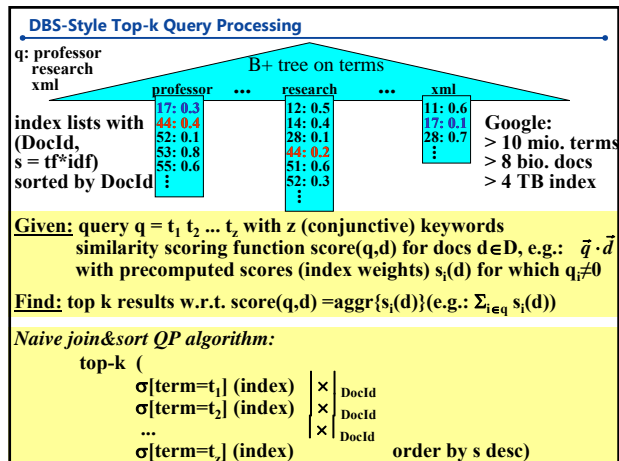 DBS-Style Top-k Query Processing
q: professor
research
xml
B+ tree on terms
professor ... research ... xml
17: 0.3
44: 0.4
52: 0.1
53: 0.8
55: 0.6
⋮
12: 0.5
14: 0.4
28: 0.1
44: 0.2
51: 0.6
52: 0.3
⋮
11: 0.6
17: 0.1
28: 0.7
⋮
index lists with
(DocId,
s = tf*idf)
sorted by DocId
Google:
> 10 mio. terms
> 8 bio. docs
> 4 TB index
Given: query q = t₁ t₂ ... t_z with z (conjunctive) keywords
similarity scoring function score(q,d) for docs d∈D, e.g.: q⃗ · d⃗
with precomputed scores (index weights) sᵢ(d) for which qᵢ≠0
Find: top k results w.r.t. score(q,d) =aggr{sᵢ(d)}(e.g.: Σ_{i∈q} sᵢ(d))
Naive join&sort QP algorithm:
top-k (
σ[term=t₁] (index) |×| DocId
σ[term=t₂] (index) |×| DocId
... |×| DocId
σ[term=t_z] (index) order by s desc)